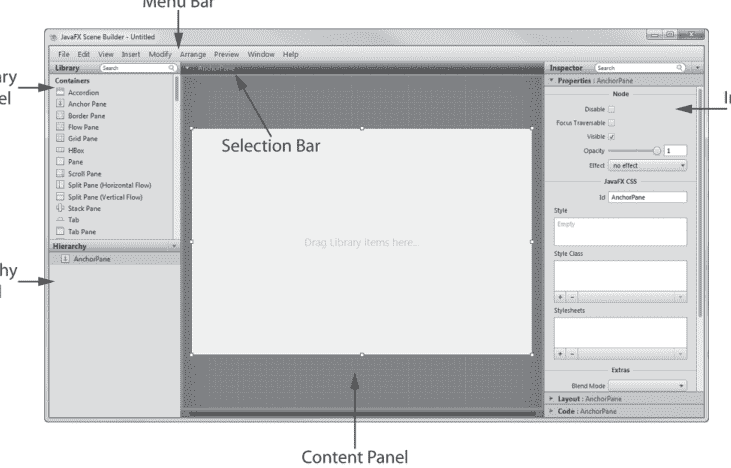 Menu Bar
JavaFX Scene Builder - Untitled
File Edit View Insert Modify Arrange Preview Window Help
Library Search
AnchorPane
Inspector Search
Containers
Accordion
Anchor Pane
Border Pane
Flow Pane
Grid Pane
HBox
Pane
Scroll Pane
Split Pane (Horizontal Flow)
Split Pane (Vertical Flow)
Stack Pane
Tab
Tab Pane
Hierarchy
AnchorPane
Selection Bar
Drag Library items here...
Properties : AnchorPane
Node
Disable
Focus Traversable
Visible
Opacity 1
Effect no effect
JavaFX CSS
Id AnchorPane
Style
Empty
Style Class
+ -
Stylesheets
+ -
Extras
Blend Mode
Layout : AnchorPane
Code : AnchorPane
Content Panel